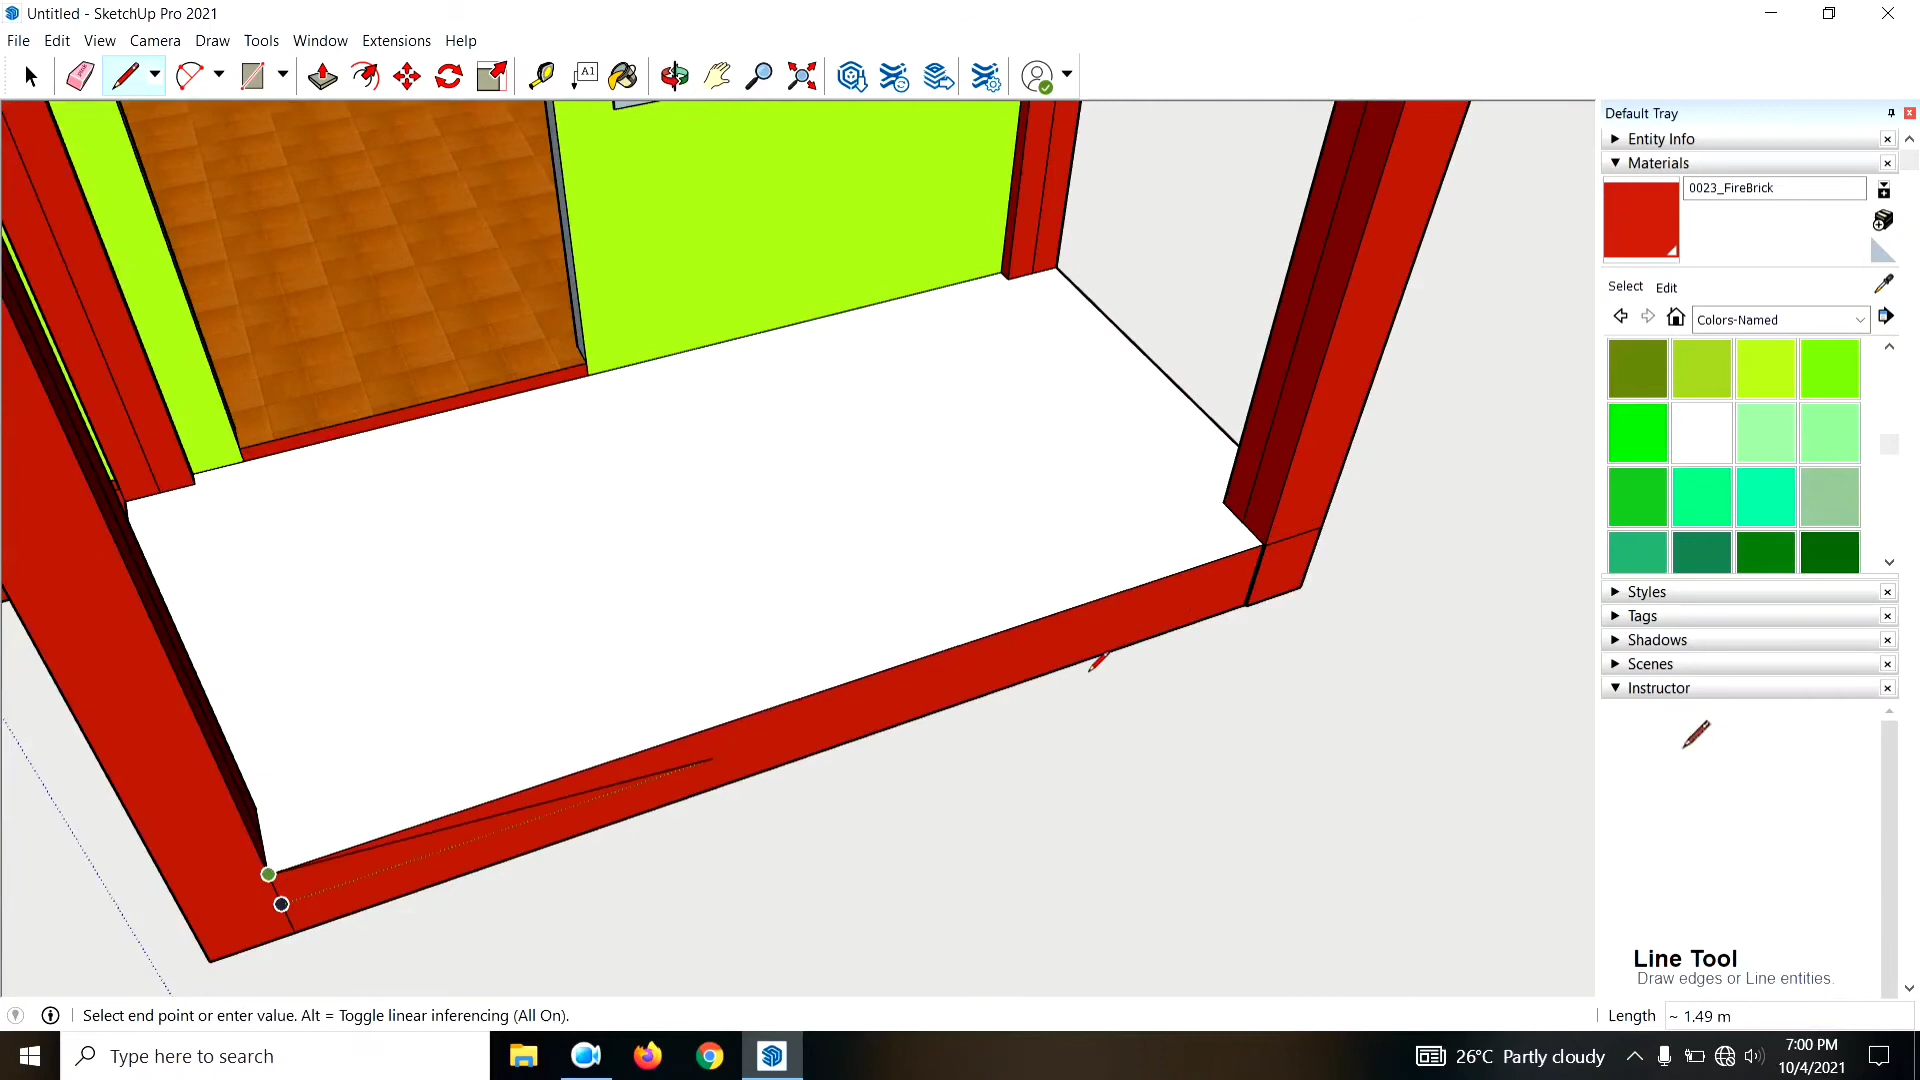 Untitled - SketchUp Pro 2021
File Edit View Camera Draw Tools Window Extensions Help
A1
Default Tray
Entity Info
Materials
0023_FireBrick
Select Edit
Colors-Named
Styles
Tags
Shadows
Scenes
Instructor
Line Tool
Draw edges or Line entities.
Select end point or enter value. Alt = Toggle linear inferencing (All On).
Length ~ 1.49 m
Type here to search
26°C Partly cloudy
7:00 PM
10/4/2021